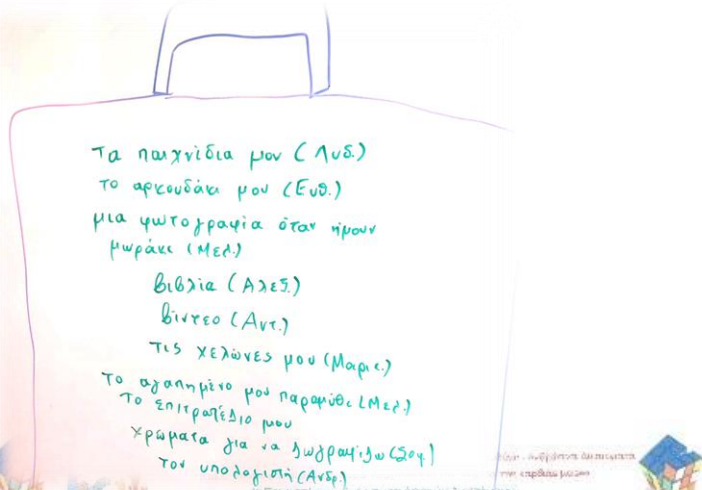 Τα παιχνίδια μου (Λυδ.)
το αρκουδάκι μου (Ευθ.)
μια φωτογραφία όταν ήμουν
μωράκι (Μελ.)
βιβλία (Αλεξ.)
βίντεο (Αντ.)
τις χελώνες μου (Μαρι.)
το αγαπημένο μου παραμύθι (Μελ.)
το επιτραπέζιο μου
χρώματα για να ζωγραφίζω (Σοφ.)
τον υπολογιστή (Ανδρ.)